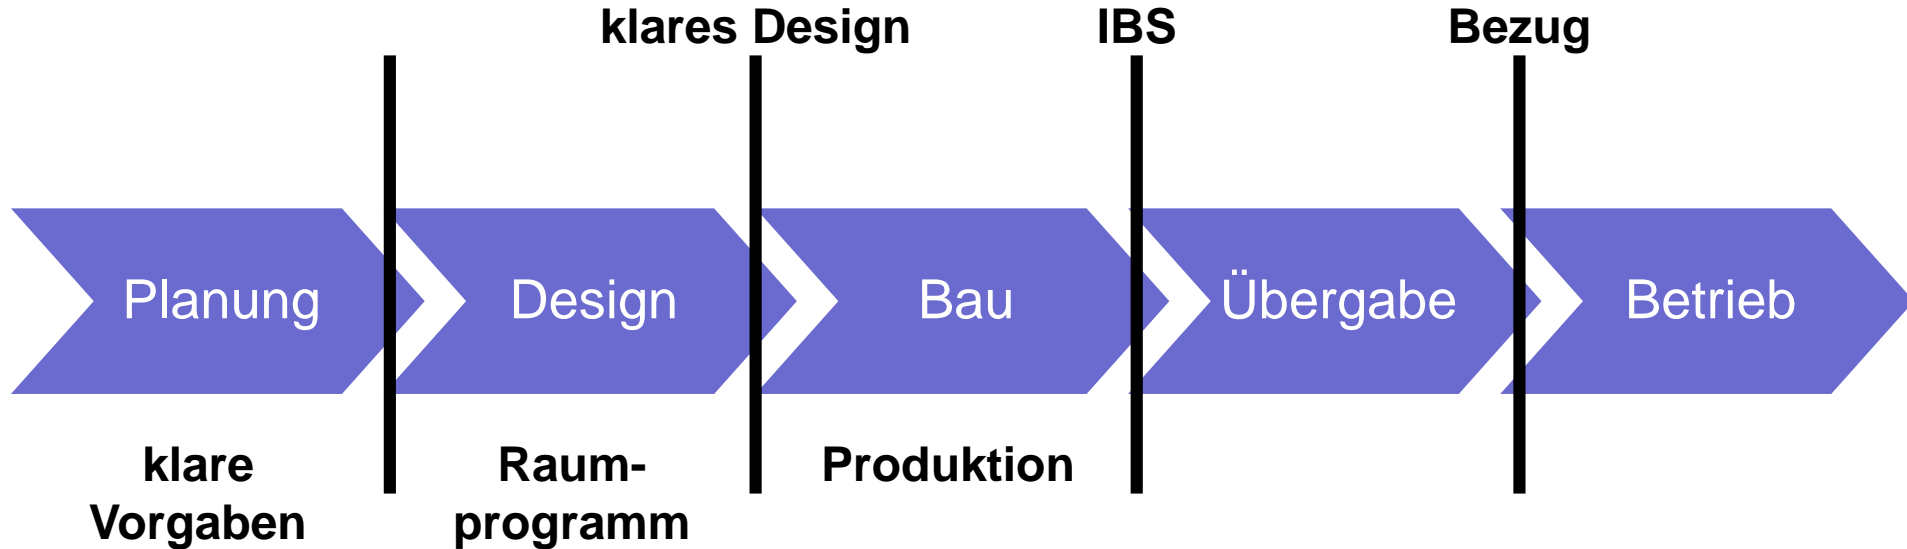 klares Design
IBS
Bezug
Planung
Design
Bau
Übergabe
Betrieb
klare
Vorgaben
Raum-
programm
Produktion